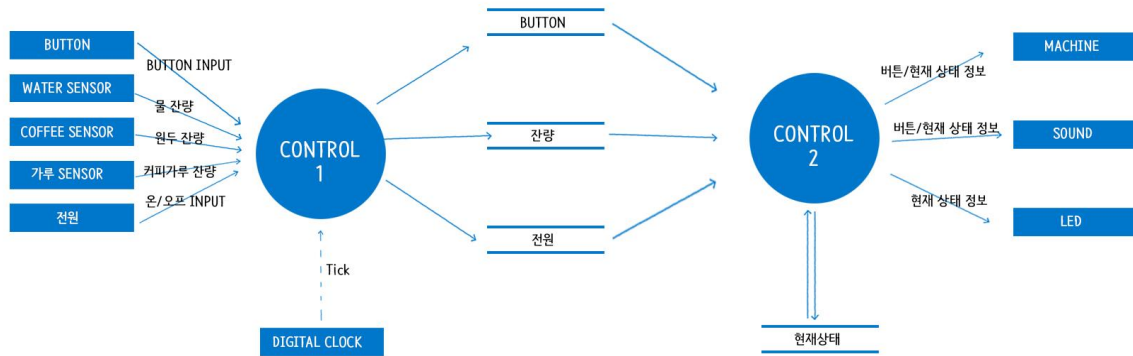 BUTTON
WATER SENSOR
COFFEE SENSOR
가루 SENSOR
전원
BUTTON INPUT
물 잔량
원두 잔량
커피가루 잔량
온/오프 INPUT
CONTROL
1
Tick
DIGITAL CLOCK
BUTTON
잔량
전원
CONTROL
2
현재상태
버튼/현재 상태 정보
버튼/현재 상태 정보
현재 상태 정보
MACHINE
SOUND
LED